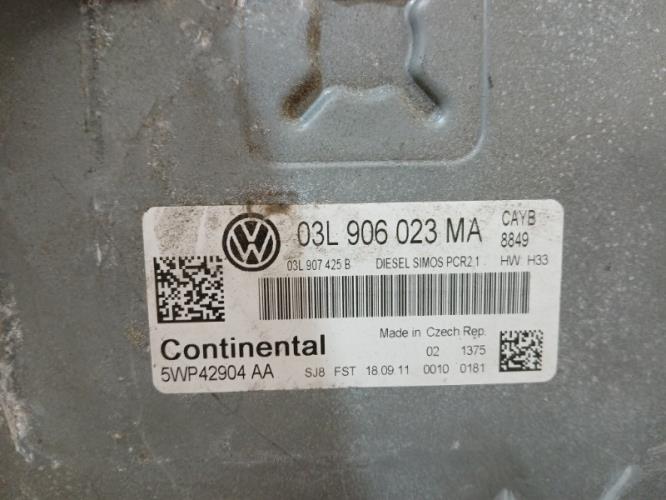 03L 906 023 MA CAYB
8849
03L 907 425 B DIESEL SIMOS PCR2.1 HW H33
Made in Czech Rep.
Continental 02 1375
5WP42904 AA SJ8 FST 18.09.11 0010 0181